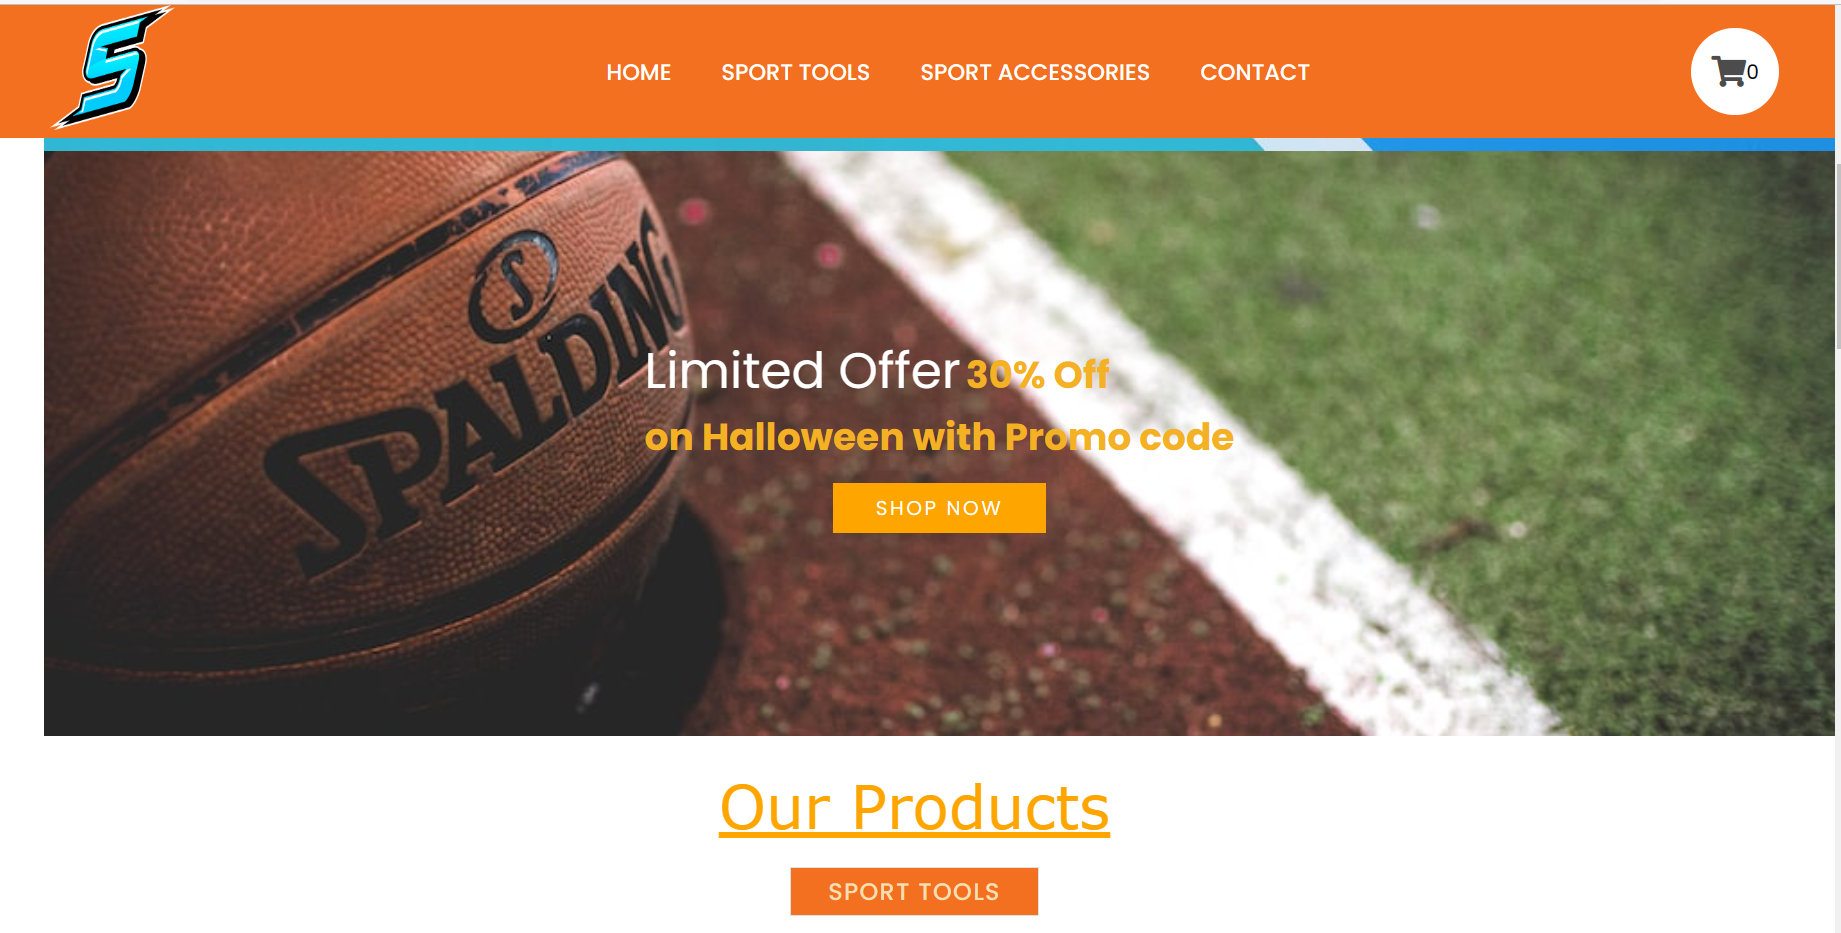 S
HOME SPORT TOOLS SPORT ACCESSORIES CONTACT
0
S
SPALDING
Limited Offer 30% Off
on Halloween with Promo code
SHOP NOW
Our Products
SPORT TOOLS